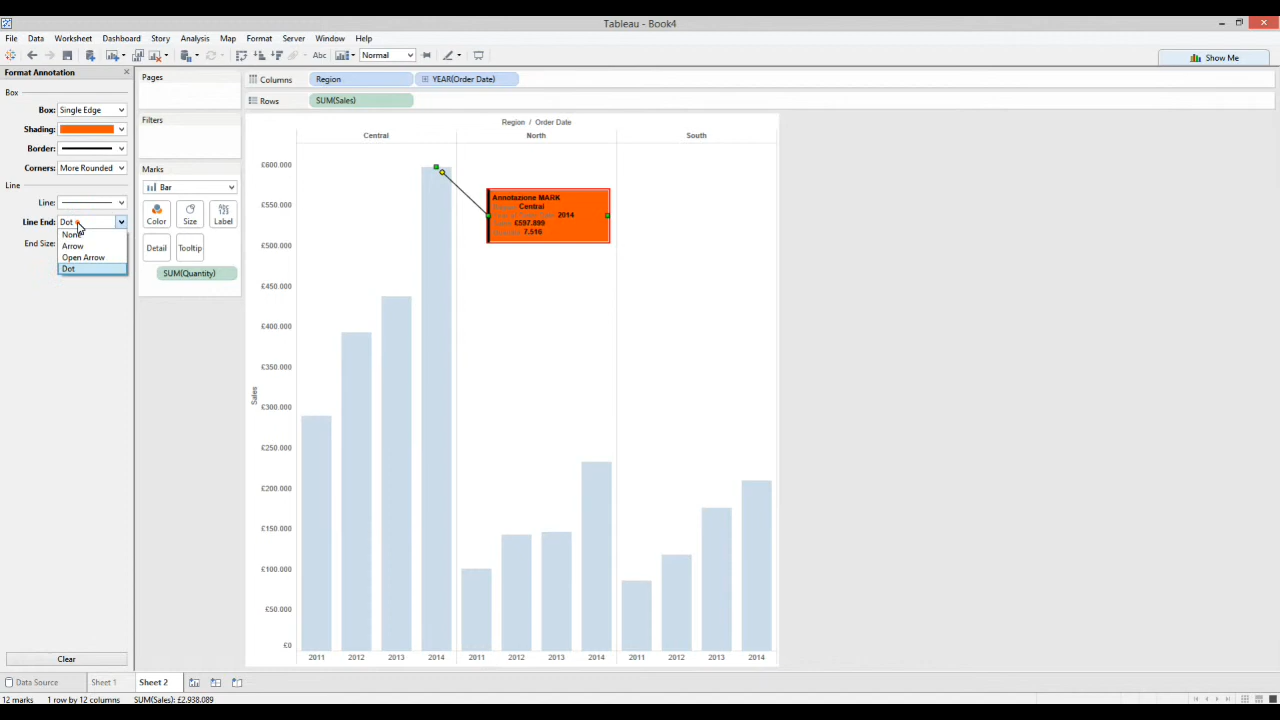 Tableau - Book4
File Data Worksheet Dashboard Story Analysis Map Format Server Window Help
Abc Normal Show Me
Format Annotation
Box
Box: Single Edge
Shading:
Border:
Corners: More Rounded
Line
Line:
Line End: Dot
None
Arrow
Open Arrow
Dot
End Size:
Clear
Pages
Filters
Marks
Bar
Color Size Label
Abc
123
Detail Tooltip
SUM(Quantity)
Columns Region YEAR(Order Date)
Rows SUM(Sales)
Region / Order Date
Central North South
£600.000
£550.000
£500.000
£450.000
£400.000
£350.000
£300.000
£250.000
£200.000
£150.000
£100.000
£50.000
£0
Sales
Annotazione MARK
Central
2014
£597.899
7.516
2011 2012 2013 2014 2011 2012 2013 2014 2011 2012 2013 2014
Data Source Sheet 1 Sheet 2
12 marks 1 row by 12 columns SUM(Sales): £2.938.089